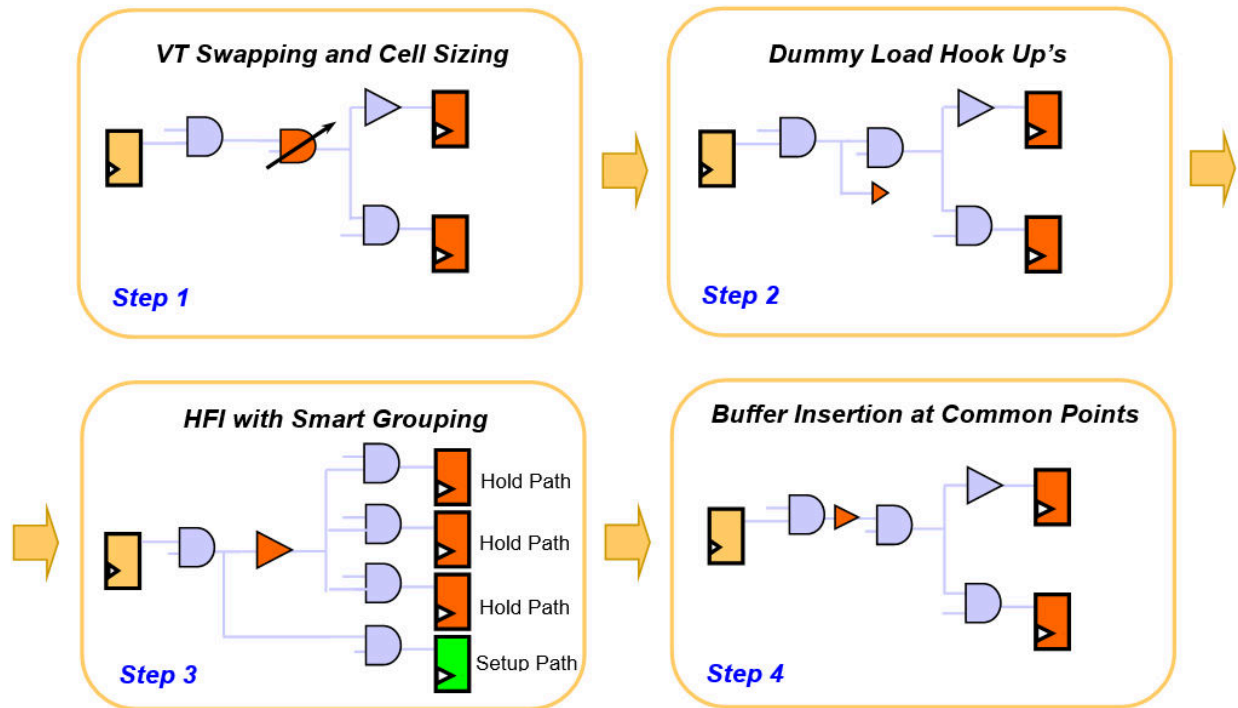 VT Swapping and Cell Sizing
Step 1
Dummy Load Hook Up's
Step 2
HFI with Smart Grouping
Hold Path
Hold Path
Hold Path
Setup Path
Step 3
Buffer Insertion at Common Points
Step 4